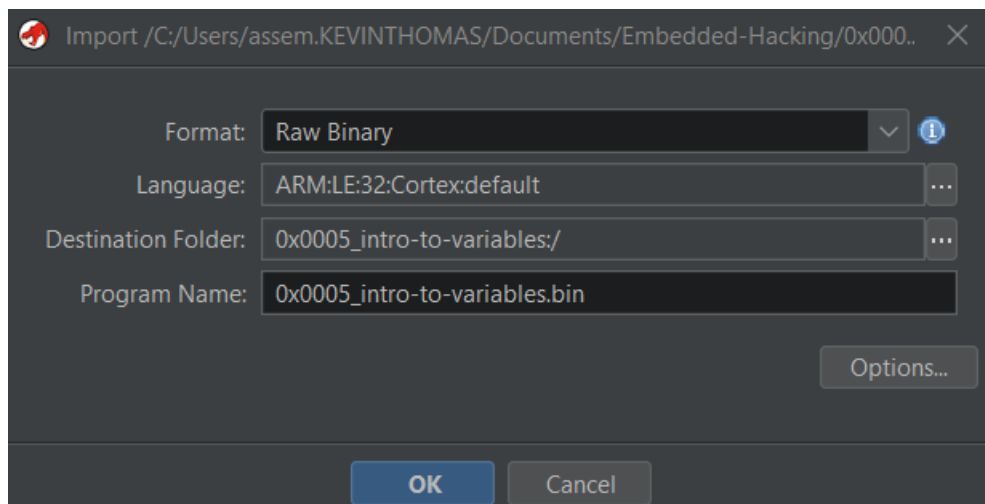 Import /C:/Users/assem.KEVINTHOMAS/Documents/Embedded-Hacking/0x000..
Format: Raw Binary
Language: ARM:LE:32:Cortex:default ...
Destination Folder: 0x0005_intro-to-variables:/ ...
Program Name: 0x0005_intro-to-variables.bin
Options...
OK Cancel